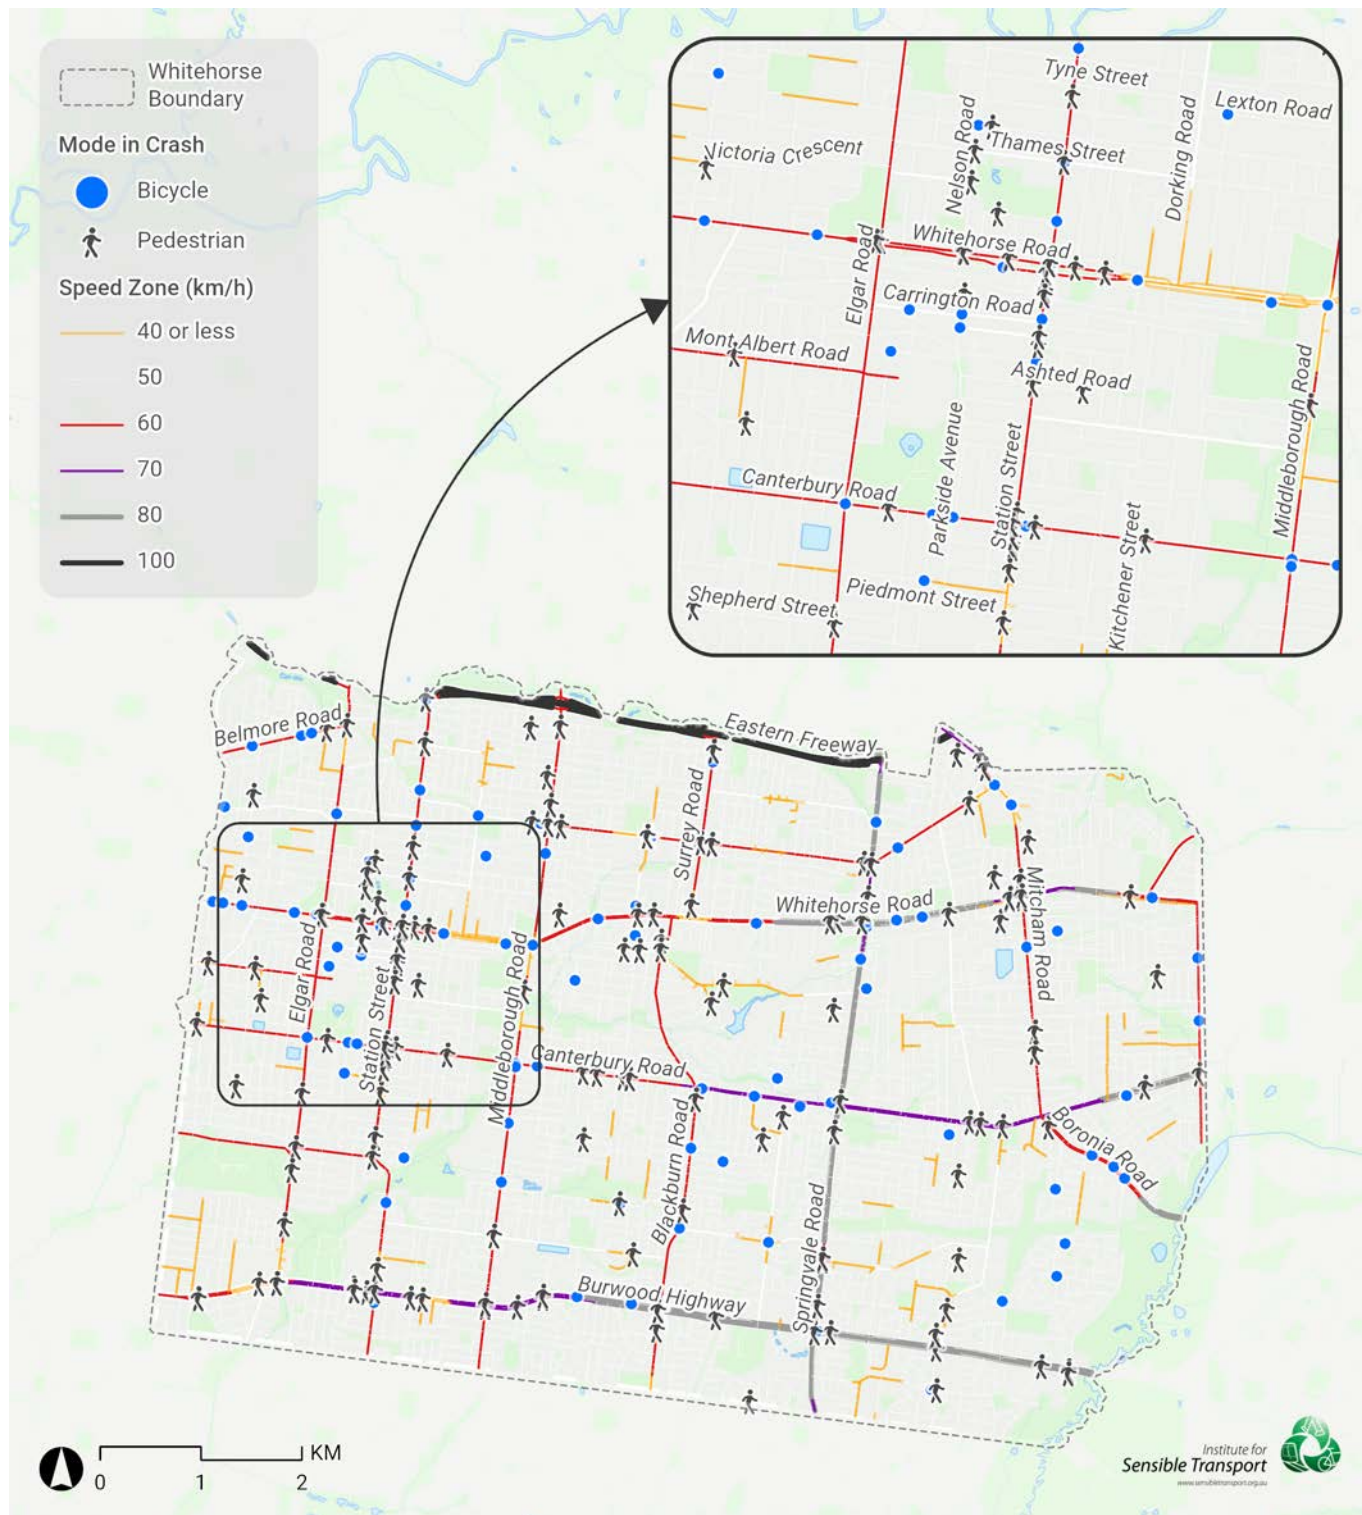 Whitehorse
Boundary
Mode in Crash
Bicycle
Pedestrian
Speed Zone (km/h)
40 or less
50
60
70
80
100
Tyne Street
Lexton Road
Nelson Road
Thames Street
Dorking Road
Victoria Crescent
Whitehorse Road
Elgar Road
Carrington Road
Mont Albert Road
Ashted Road
Middleborough Road
Parkside Avenue
Station Street
Canterbury Road
Kitchener Street
Piedmont Street
Shepherd Street
Belmore Road
Eastern Freeway
Surrey Road
Whitehorse Road
Mitcham Road
Elgar Road
Station Street
Middleborough Road
Canterbury Road
Boronia Road
Blackburn Road
Springvale Road
Burwood Highway
KM
0 1 2
Institute for
Sensible Transport
www.sensibletransport.org.au